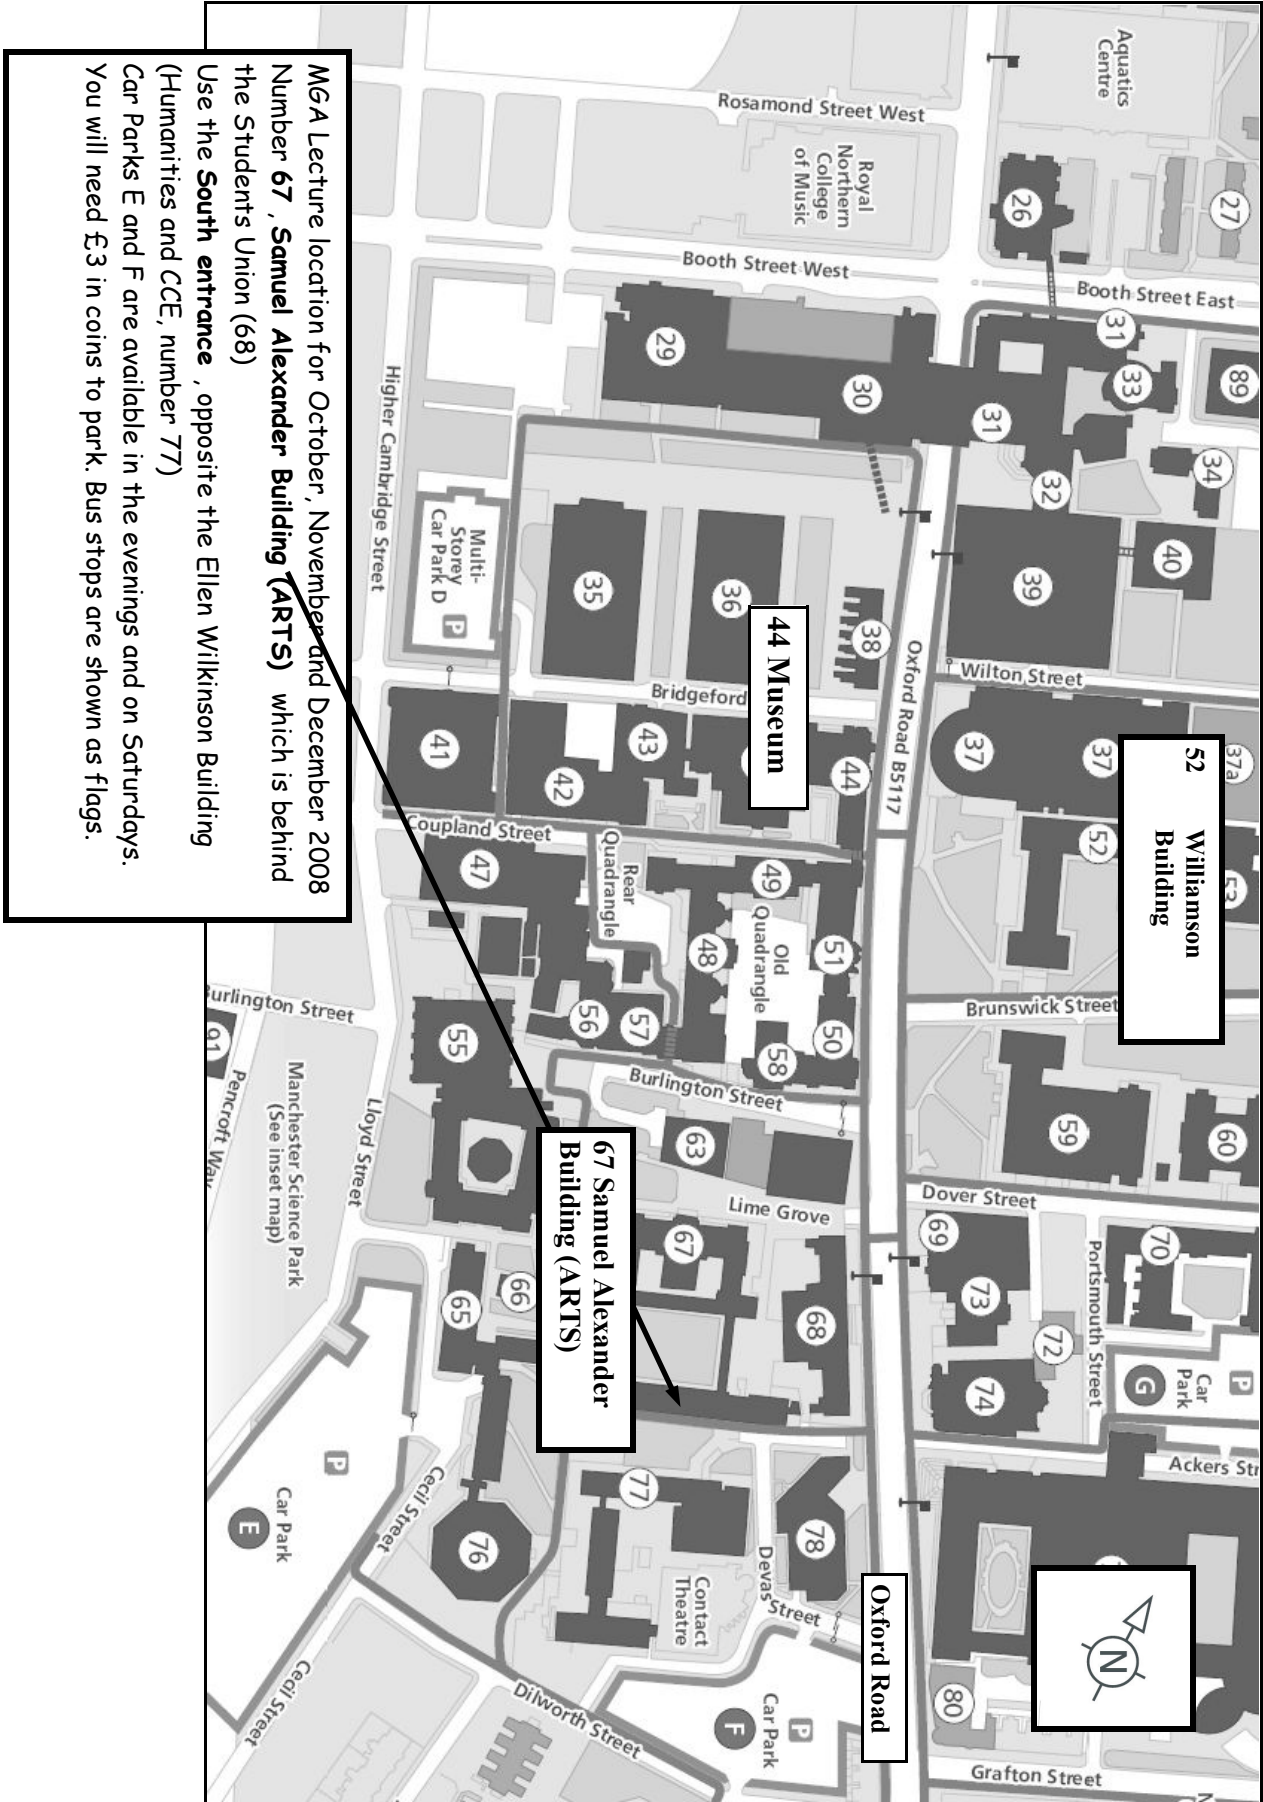 MGA Lecture location for October, November and December 2008
Number 67 , Samuel Alexander Building (ARTS) which is behind
the Students Union (68)
Use the South entrance , opposite the Ellen Wilkinson Building
(Humanities and CCE, number 77)
Car Parks E and F are available in the evenings and on Saturdays.
You will need £3 in coins to park. Bus stops are shown as flags.
Aquatics
Centre
27
26
Rosamond Street West
Royal
Northern
College
of Music
Booth Street West
Booth Street East
31
33
89
29
30
31
34
32
40
39
Higher Cambridge Street
Multi-
Storey
Car Park D
P
35
36
38
Oxford Road B5117
Wilton Street
44 Museum
Bridgeford
41
42
43
44
37
37
37a
52 Williamson
Building
52
53
Coupland Street
47
Rear
Quadrangle
49
Old
Quadrangle
51
48
50
56
57
58
55
Brunswick Street
Burlington Street
Burlington Street
91
Pencroft Way
Manchester Science Park
(See inset map)
Lloyd Street
63
59
60
67 Samuel Alexander
Building (ARTS)
Lime Grove
Dover Street
67
69
70
65
66
68
73
72
74
Portsmouth Street
Car
Park
G
P
Ackers Str
P
Car Park
E
Cecil Street
76
77
78
Contact
Theatre
Devas Street
Oxford Road
N
80
Cecil Street
Dilworth Street
P
Car Park
F
Grafton Street